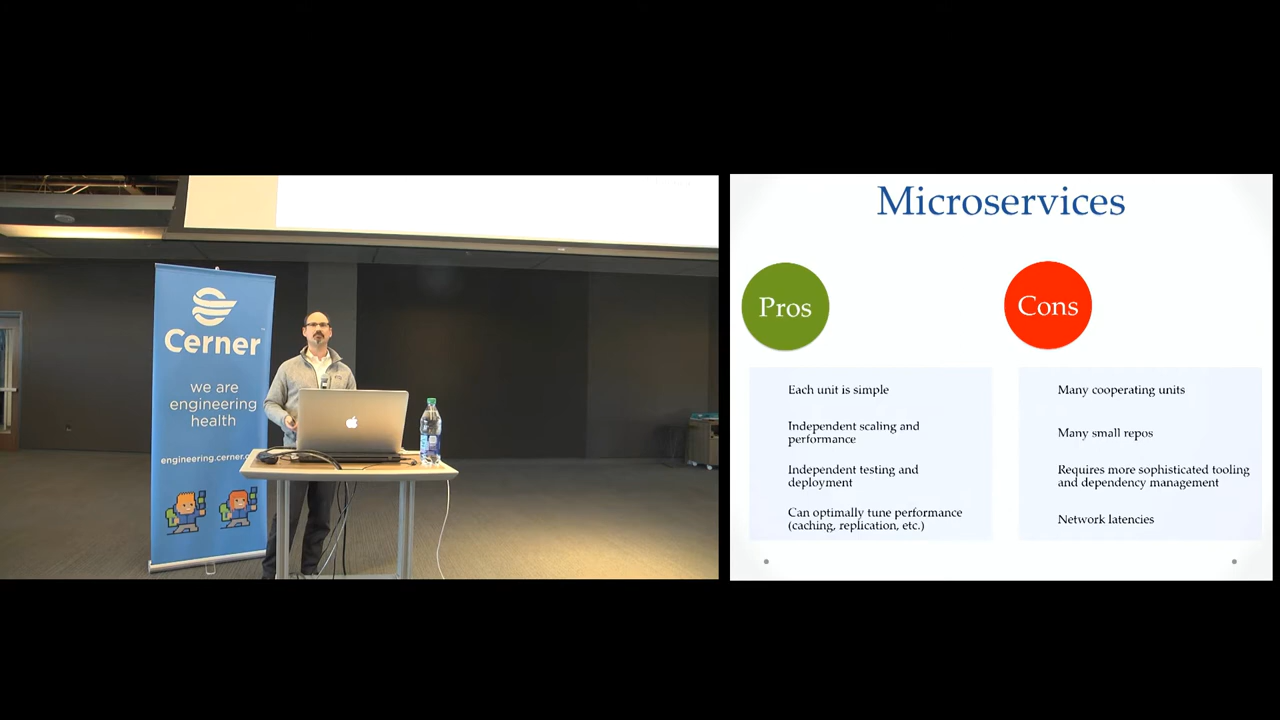 Cerner
we are
engineering
health
engineering.cerner.
Microservices
Pros
Each unit is simple
Independent scaling and
performance
Independent testing and
deployment
Can optimally tune performance
(caching, replication, etc.)
Cons
Many cooperating units
Many small repos
Requires more sophisticated tooling
and dependency management
Network latencies